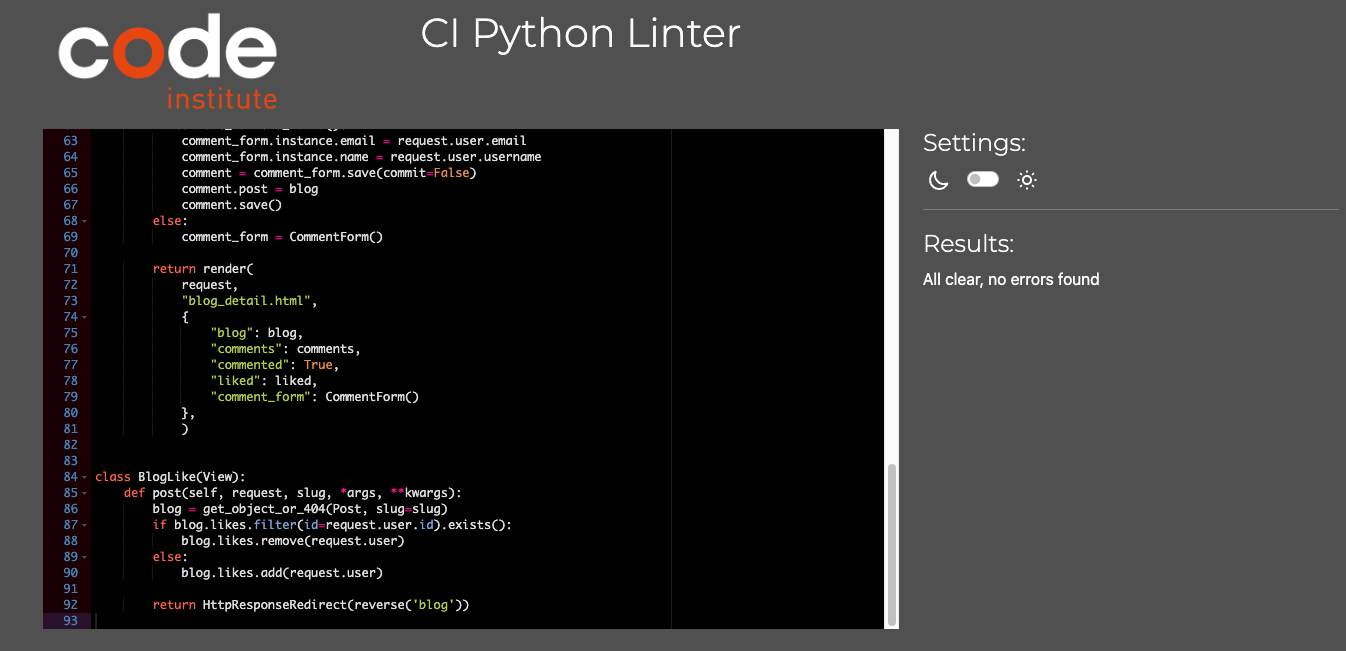 code
institute
CI Python Linter
63 comment_form.instance.email = request.user.email
64 comment_form.instance.name = request.user.username
65 comment = comment_form.save(commit=False)
66 comment.post = blog
67 comment.save()
68 else:
69 comment_form = CommentForm()
70
71 return render(
72 request,
73 "blog_detail.html",
74 {
75 "blog": blog,
76 "comments": comments,
77 "commented": True,
78 "liked": liked,
79 "comment_form": CommentForm()
80 },
81 )
82
83
84 class BlogLike(View):
85 def post(self, request, slug, *args, **kwargs):
86 blog = get_object_or_404(Post, slug=slug)
87 if blog.likes.filter(id=request.user.id).exists():
88 blog.likes.remove(request.user)
89 else:
90 blog.likes.add(request.user)
91
92 return HttpResponseRedirect(reverse('blog'))
93
Settings:
Results:
All clear, no errors found